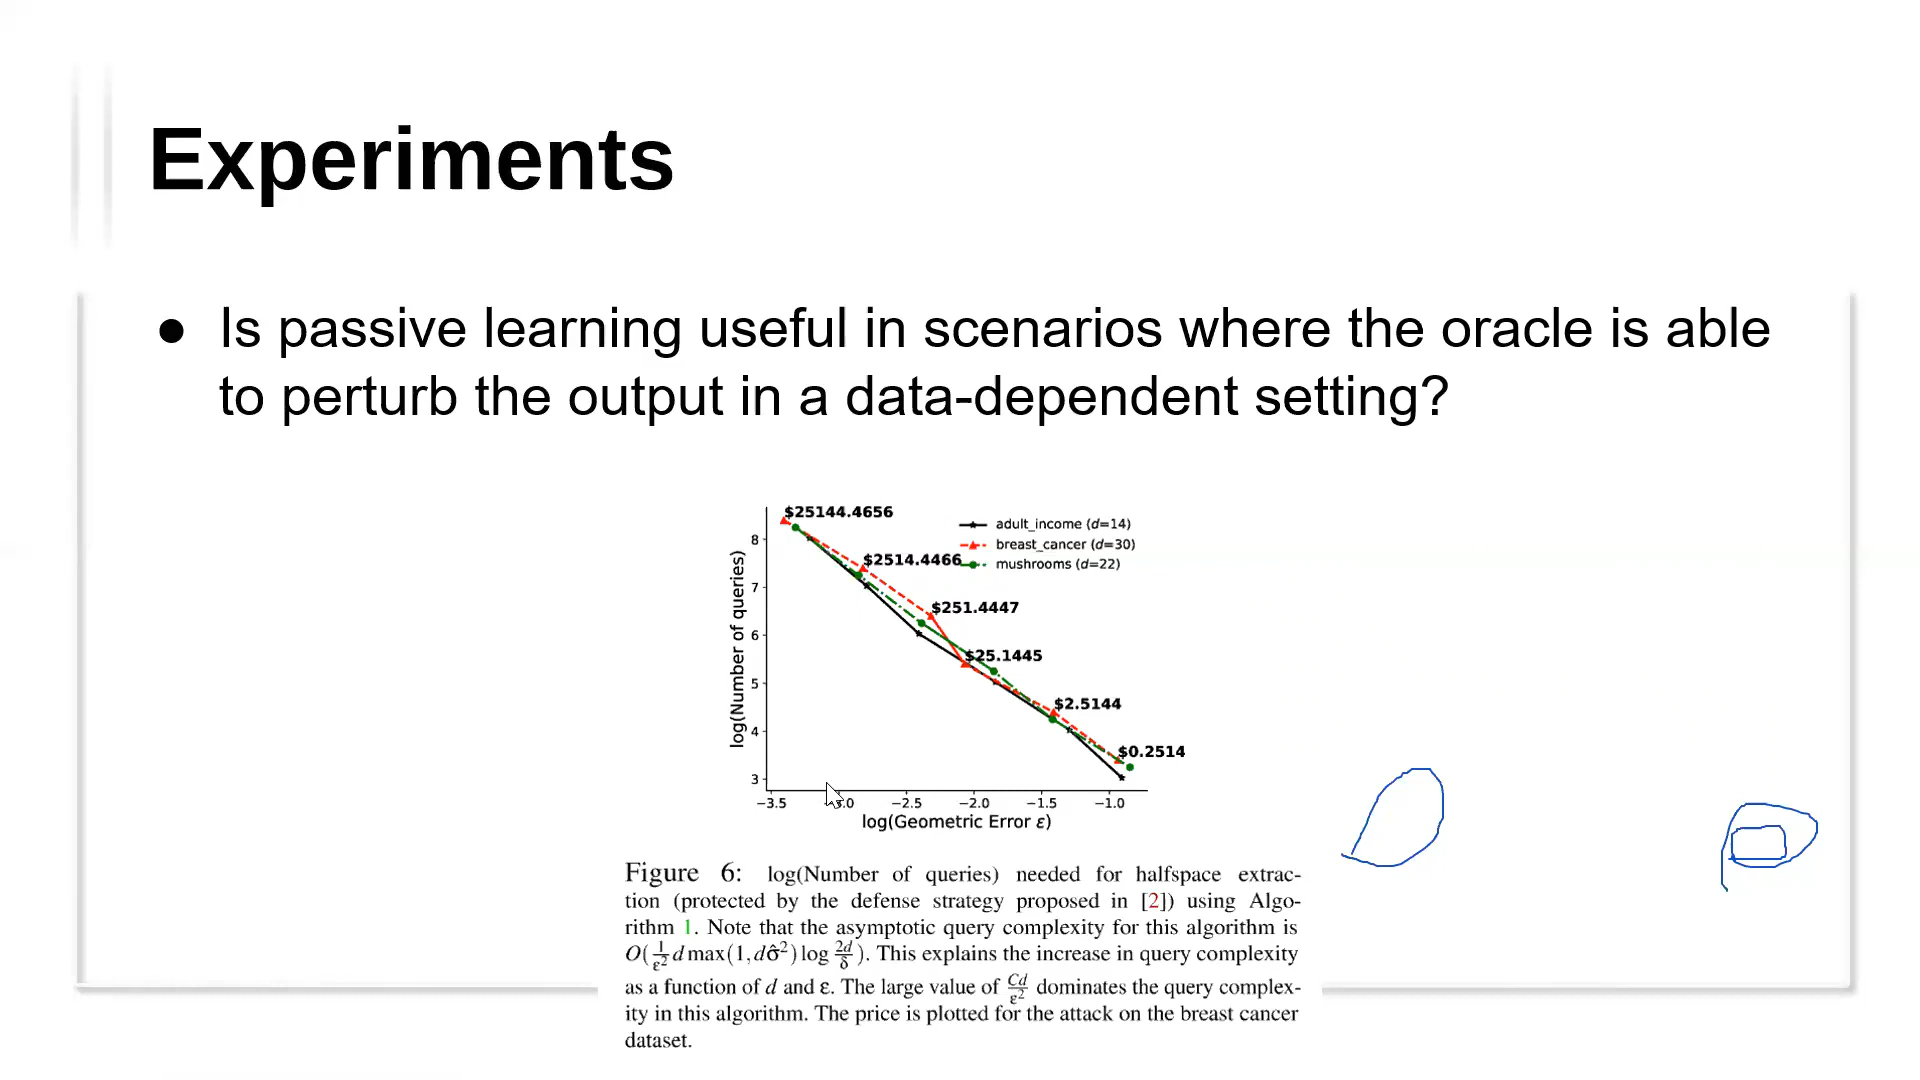 Experiments
● Is passive learning useful in scenarios where the oracle is able
to perturb the output in a data-dependent setting?
$25144.4656
$2514.4466
$251.4447
$25.1445
$2.5144
$0.2514
adult_income (d=14)
breast_cancer (d=30)
mushrooms (d=22)
log(Number of queries)
8
7
6
5
4
3
−3.5 .0 −2.5 −2.0 −1.5 −1.0
log(Geometric Error ε)
Figure 6: log(Number of queries) needed for halfspace extrac-
tion (protected by the defense strategy proposed in [2]) using Algo-
rithm 1. Note that the asymptotic query complexity for this algorithm is
O(1/ε² d max(1, dσ̂²) log 2d/δ). This explains the increase in query complexity
as a function of d and ε. The large value of Cd/ε² dominates the query complex-
ity in this algorithm. The price is plotted for the attack on the breast cancer
dataset.